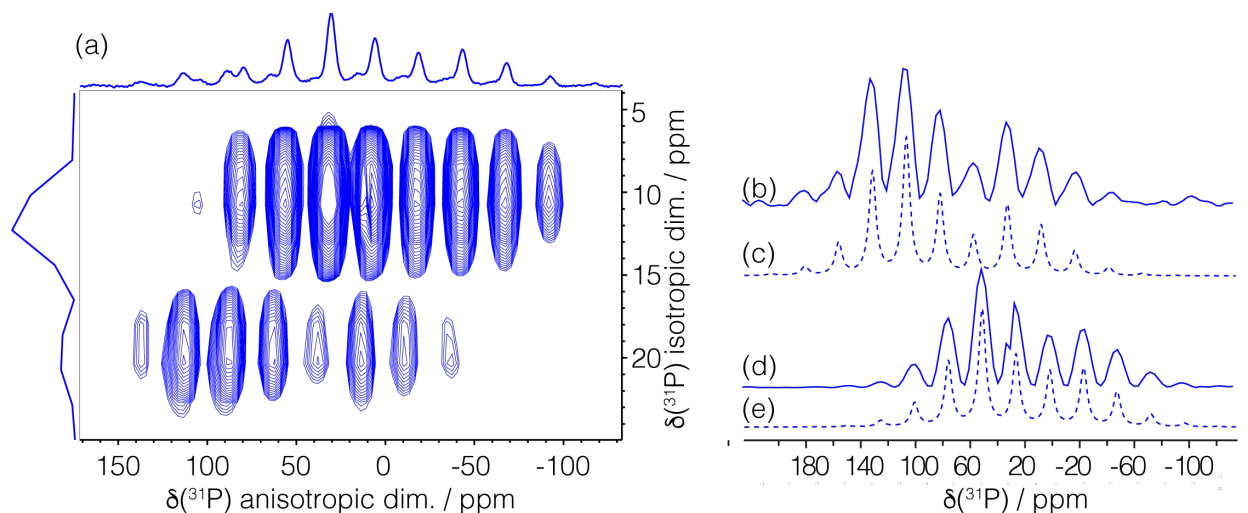 (a)
5
10
15
20
δ(³¹P) isotropic dim. / ppm
150 100 50 0 -50 -100
δ(³¹P) anisotropic dim. / ppm
(b)
(c)
(d)
(e)
180 140 100 60 20 -20 -60 -100
δ(³¹P) / ppm